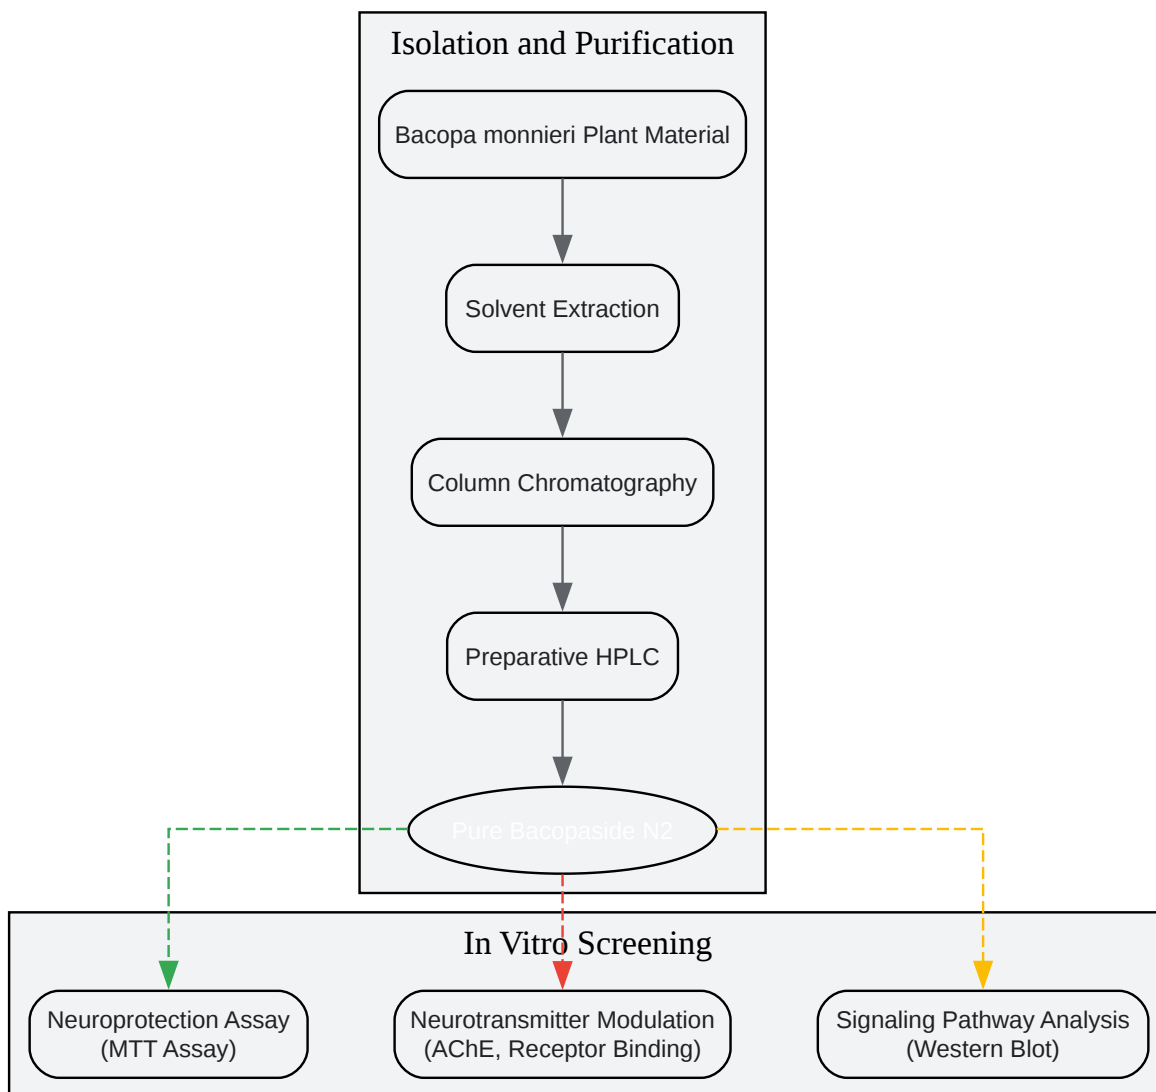 Isolation and Purification
Bacopa monnieri Plant Material
Solvent Extraction
Column Chromatography
Preparative HPLC
Pure Bacopaside N2
In Vitro Screening
Neuroprotection Assay
(MTT Assay)
Neurotransmitter Modulation
(AChE, Receptor Binding)
Signaling Pathway Analysis
(Western Blot)